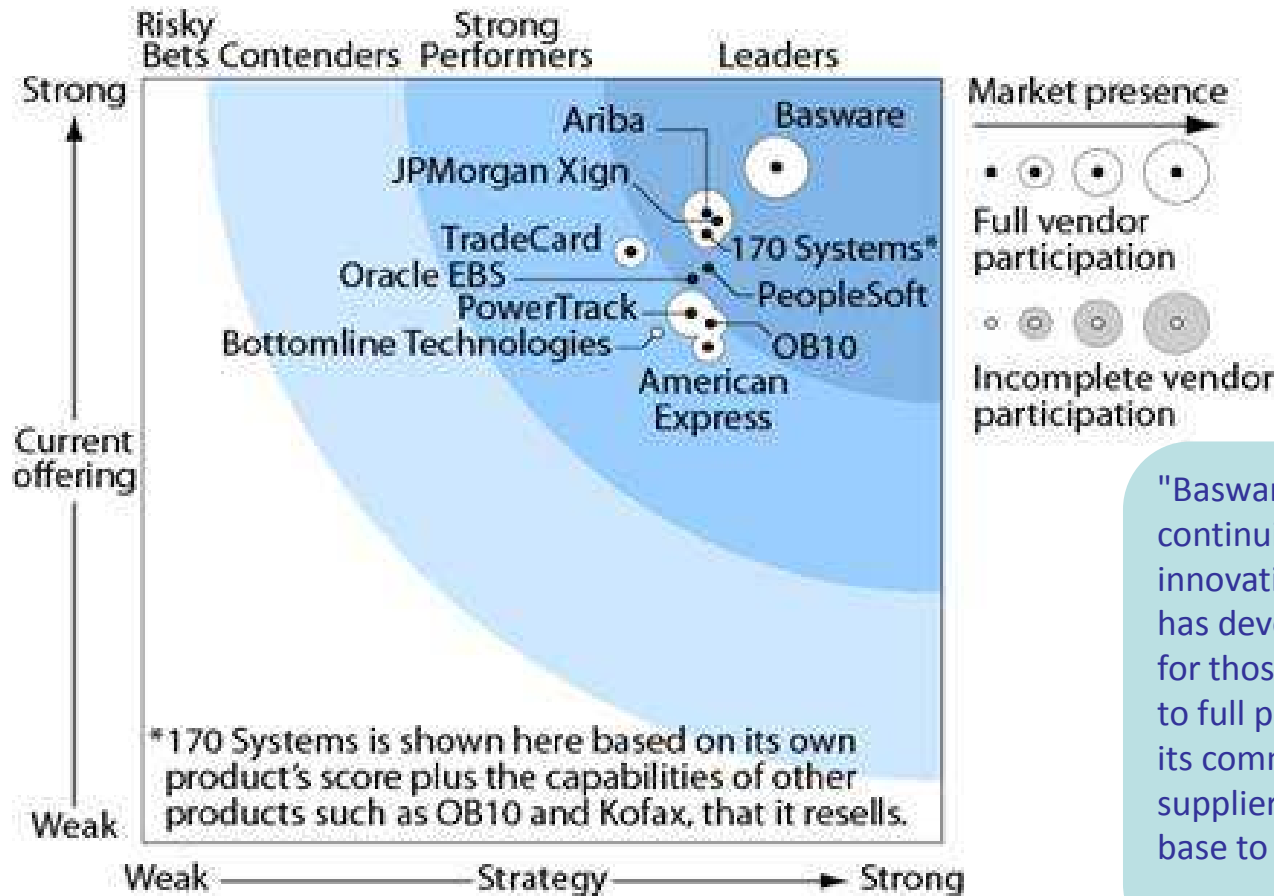 Risky
Bets
Contenders
Strong
Performers
Leaders
Strong
Market presence
Ariba
Basware
JPMorgan Xign
Full vendor
participation
TradeCard
170 Systems*
Oracle EBS
PeopleSoft
PowerTrack
Bottomline Technologies
OB10
American
Express
Incomplete vendor
participation
Current
offering
"Baswar
continu
innovati
has deve
for those
to full p
its comm
supplier
base to
*170 Systems is shown here based on its own
product's score plus the capabilities of other
products such as OB10 and Kofax, that it resells.
Weak
Weak
Strategy
Strong